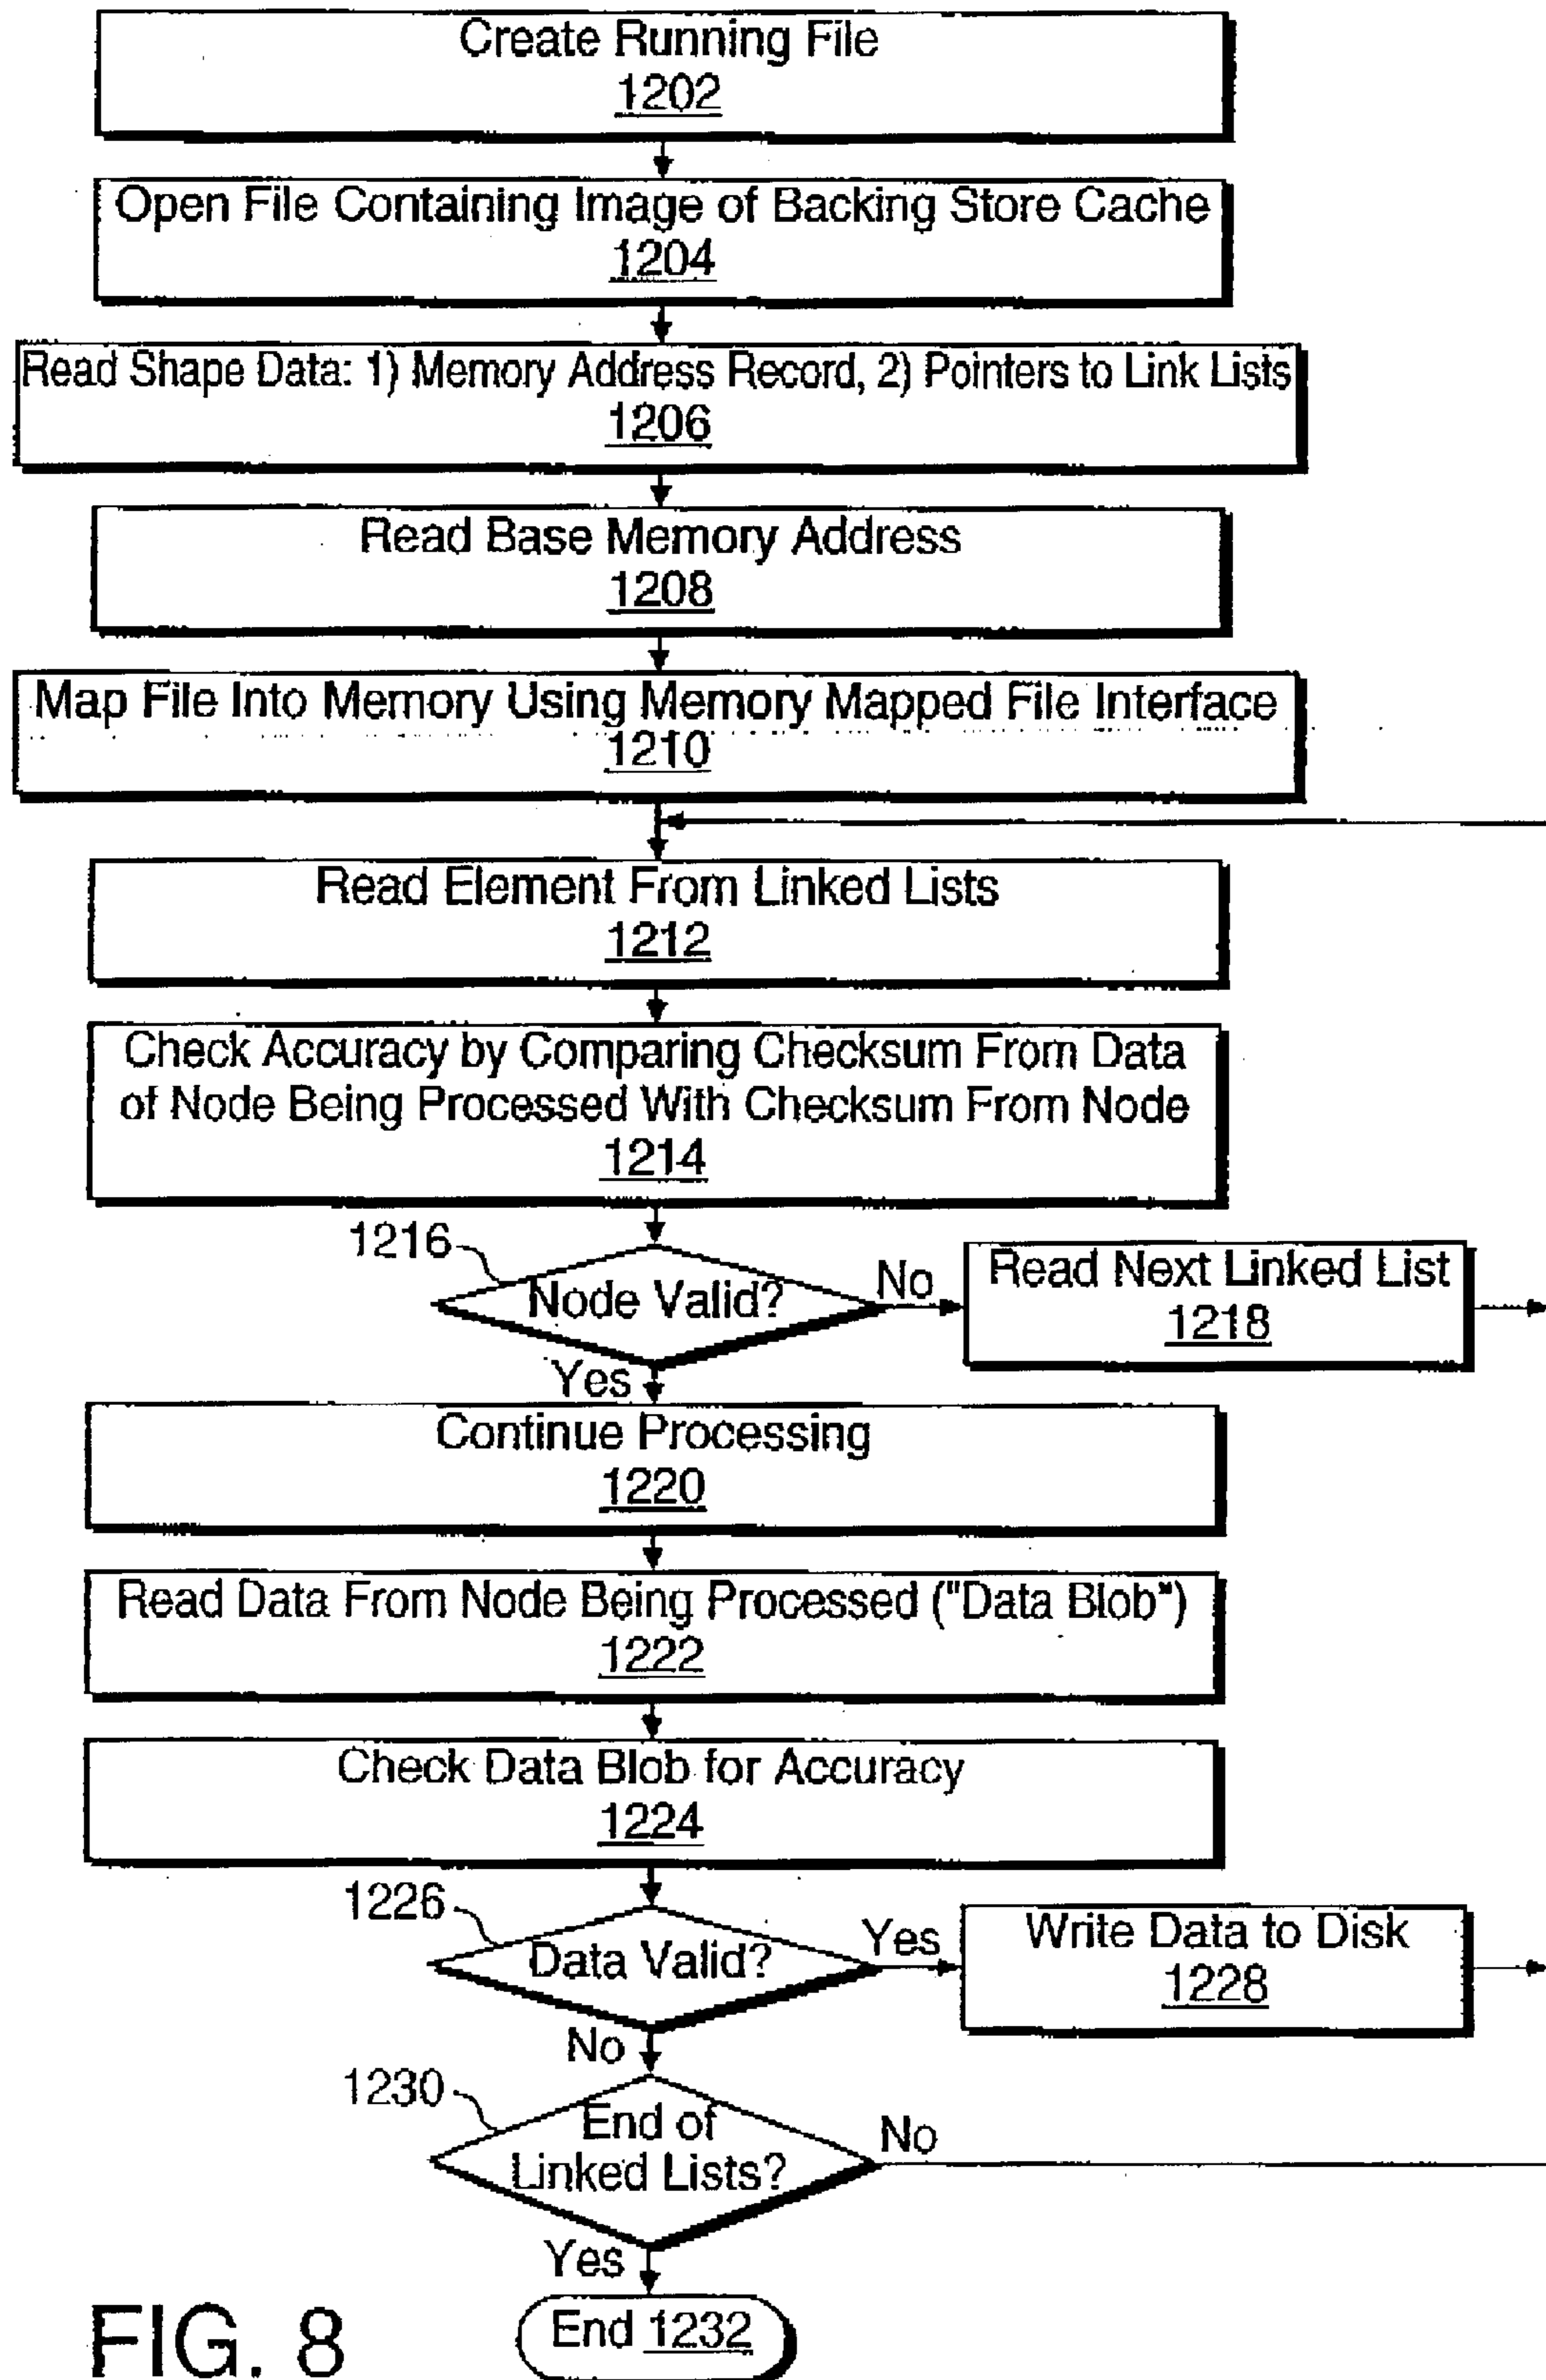 Create Running File
1202
Open File Containing Image of Backing Store Cache
1204
Read Shape Data: 1) Memory Address Record, 2) Pointers to Link Lists
1206
Read Base Memory Address
1208
Map File Into Memory Using Memory Mapped File Interface
1210
Read Element From Linked Lists
1212
Check Accuracy by Comparing Checksum From Data
of Node Being Processed With Checksum From Node
1214
1216
Node Valid?
No
Read Next Linked List
1218
Yes
Continue Processing
1220
Read Data From Node Being Processed ("Data Blob")
1222
Check Data Blob for Accuracy
1224
1226
Data Valid?
Yes
Write Data to Disk
1228
No
1230
End of
Linked Lists?
No
Yes
End 1232
FIG. 8